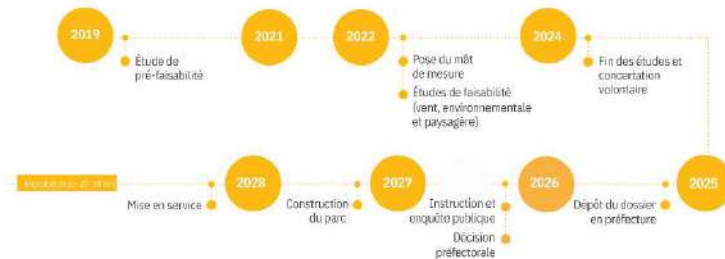 2019
2021
2022
2024
Étude de
pré-faisabilité
Pose du mât
de mesure
Études de faisabilité
(vent, environnementale
et paysagère)
Fin des études et
concertation
volontaire
2028
2027
2026
2025
Mise en service
Construction
du parc
Instruction et
enquête publique
Décision
préfectorale
Dépôt du dossier
en préfecture